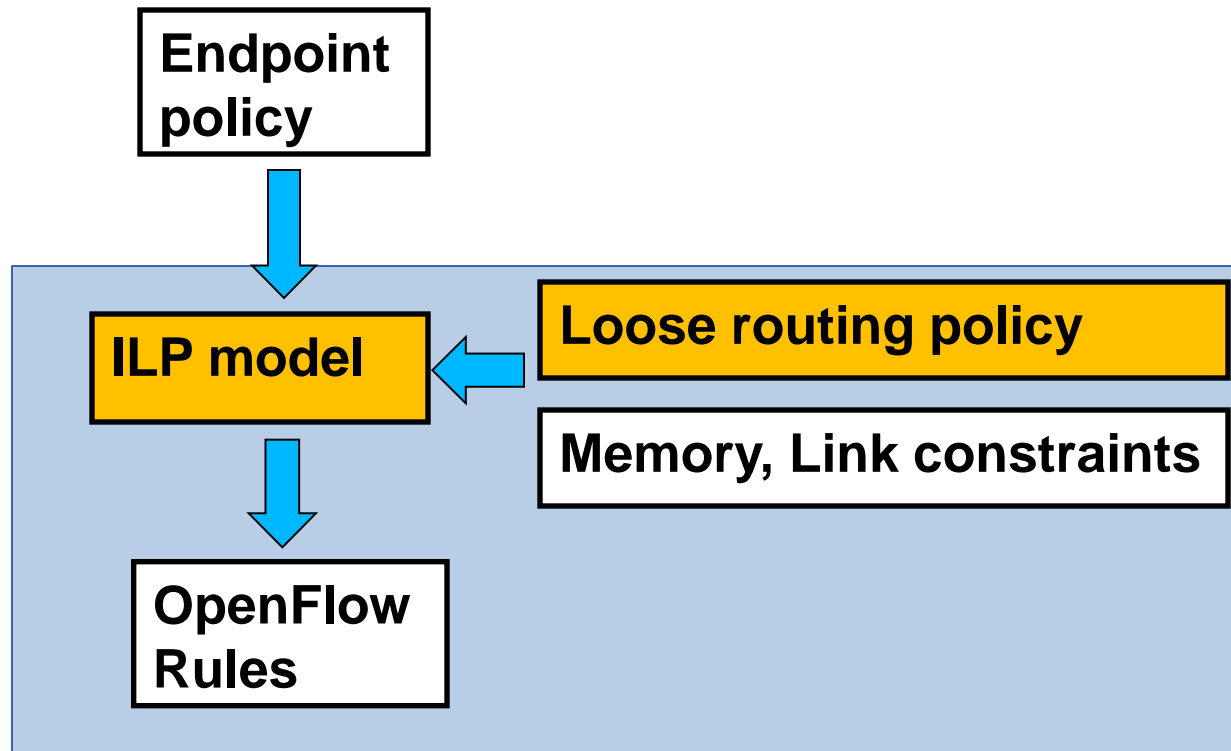 Endpoint
policy
ILP model
Loose routing policy
Memory, Link constraints
OpenFlow
Rules